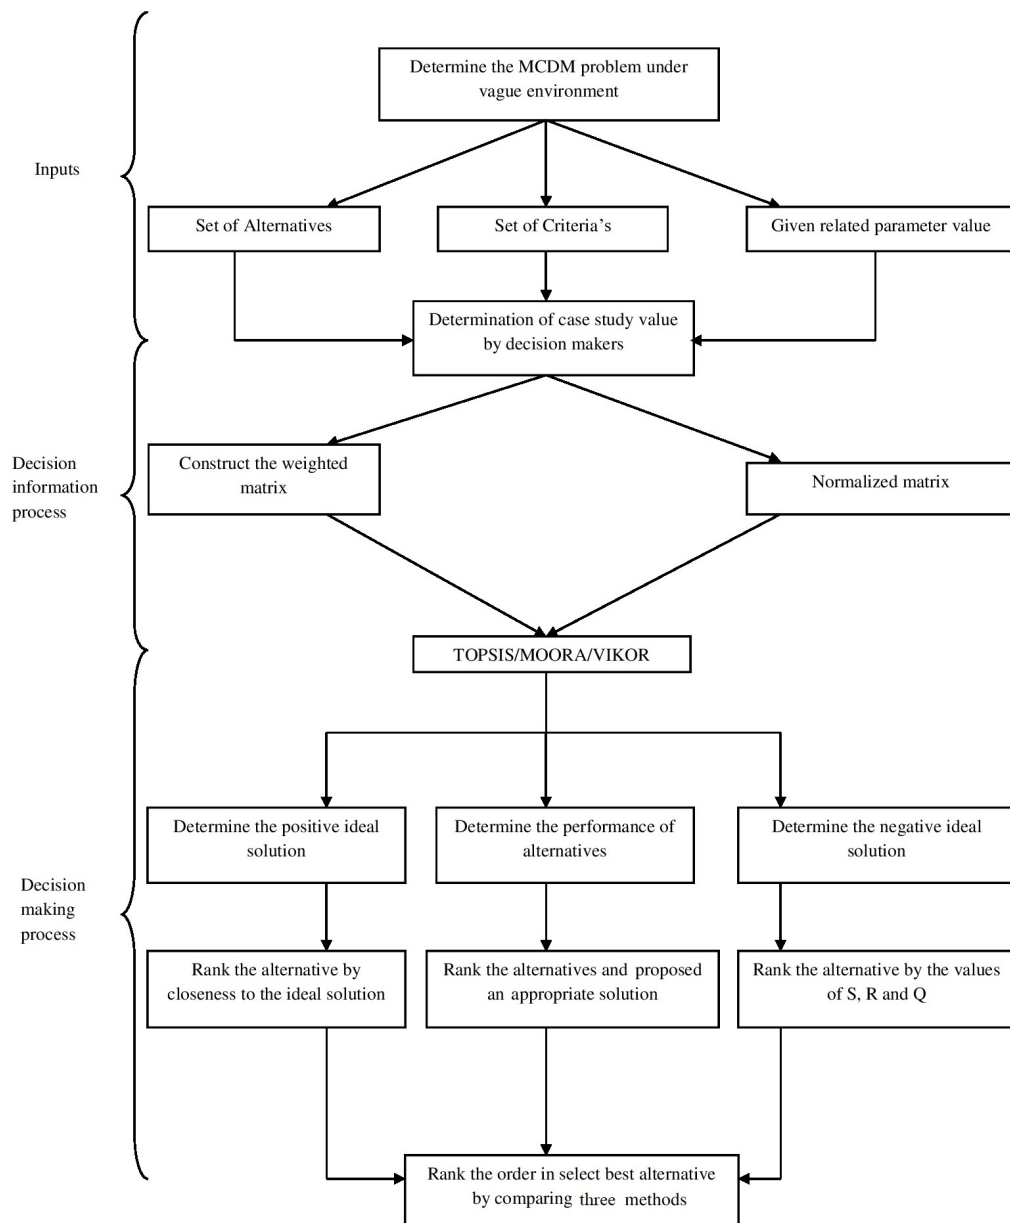 Determine the MCDM problem under
vague environment
Inputs
Set of Alternatives
Set of Criteria's
Given related parameter value
Determination of case study value
by decision makers
Decision
information
process
Construct the weighted
matrix
Normalized matrix
TOPSIS/MOORA/VIKOR
Determine the positive ideal
solution
Determine the performance of
alternatives
Determine the negative ideal
solution
Decision
making
process
Rank the alternative by
closeness to the ideal solution
Rank the alternatives and proposed
an appropriate solution
Rank the alternative by the values
of S, R and Q
Rank the order in select best alternative
by comparing three methods